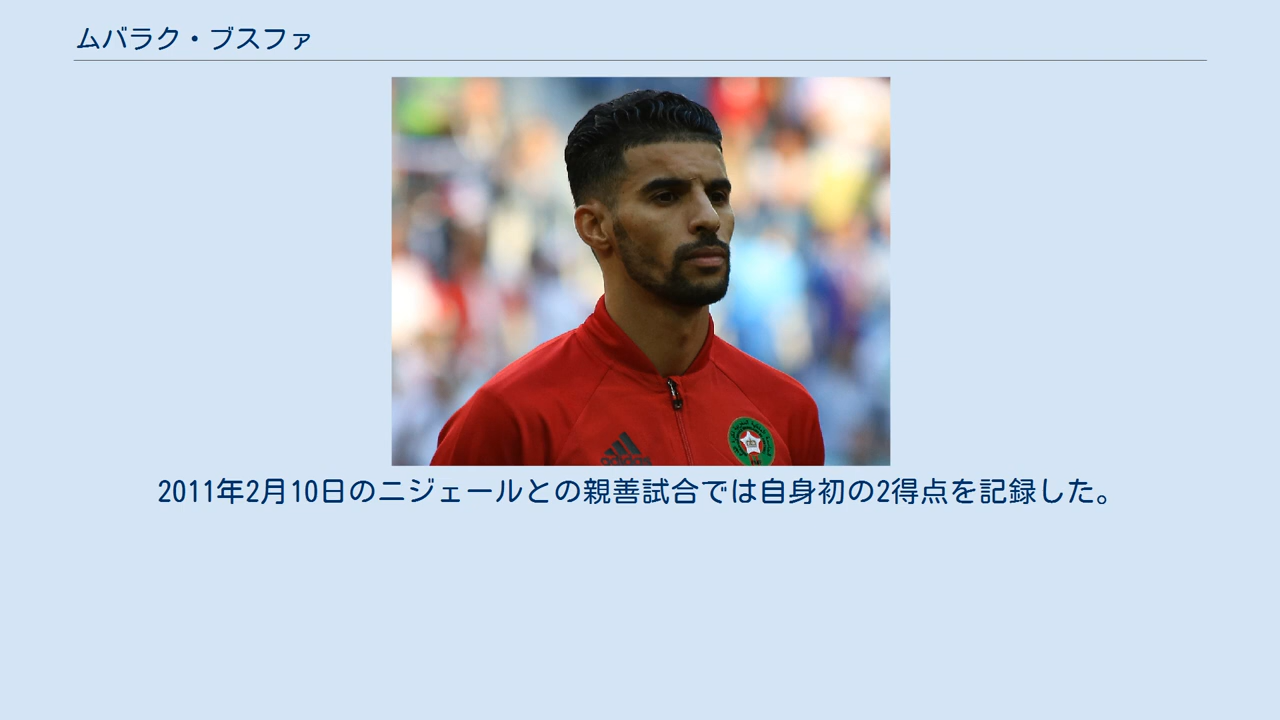 ムバラク・ブスファ
adidas
2011年2月10日のニジェールとの親善試合では自身初の2得点を記録した。